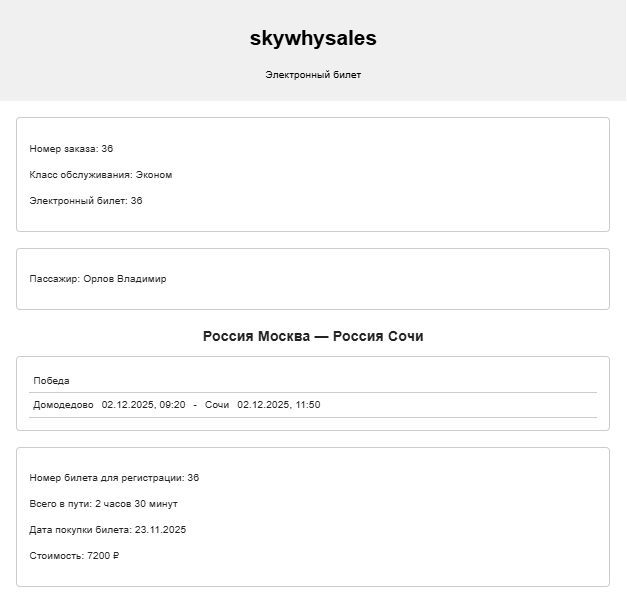 skywhysales
Электронный билет
Номер заказа: 36
Класс обслуживания: Эконом
Электронный билет: 36
Пассажир: Орлов Владимир
Россия Москва — Россия Сочи
Победа
Домодедово 02.12.2025, 09:20 - Сочи 02.12.2025, 11:50
Номер билета для регистрации: 36
Всего в пути: 2 часов 30 минут
Дата покупки билета: 23.11.2025
Стоимость: 7200 ₽